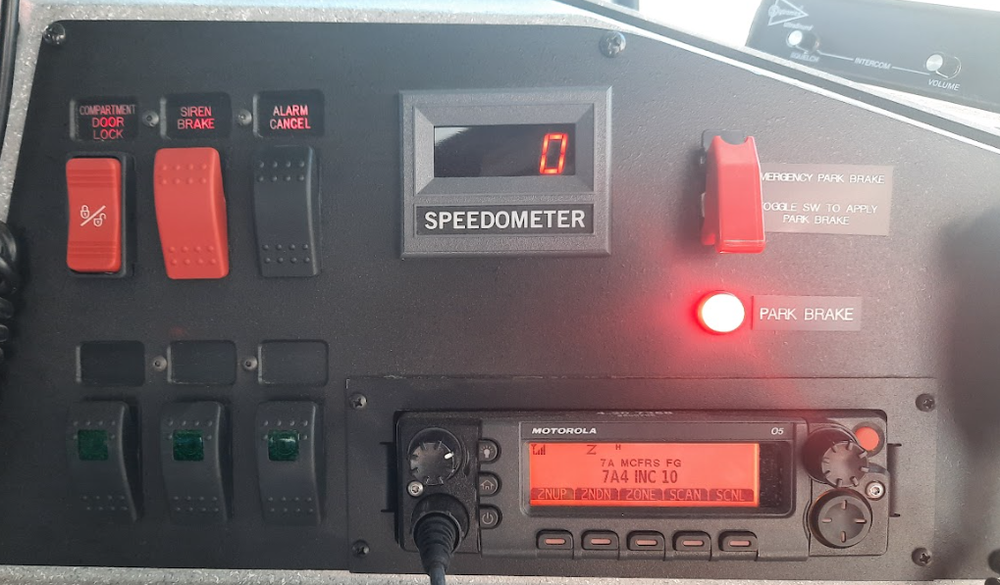 COMPARTMENT
DOOR
LOCK
SIREN
BRAKE
ALARM
CANCEL
0
SPEEDOMETER
INTERCOM
VOLUME
MERGENCY PARK BRAKE
OGGLE SW TO APPLY
PARK BRAKE
PARK BRAKE
MOTOROLA
O5
Z H
7A MCFRS FG
7A4 INC 10
ZNUP ZNDN ZONE SCAN SCNL